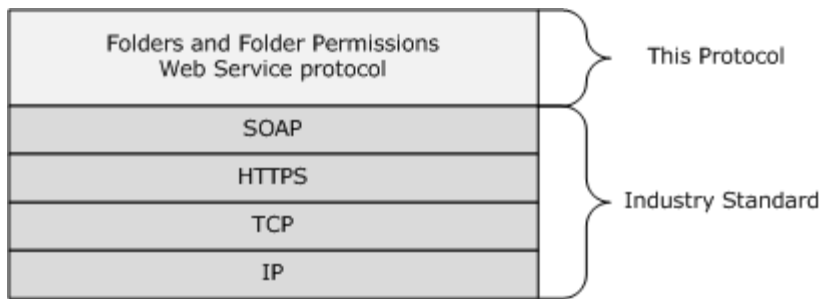 Folders and Folder Permissions
Web Service protocol
This Protocol
SOAP
HTTPS
TCP
IP
Industry Standard